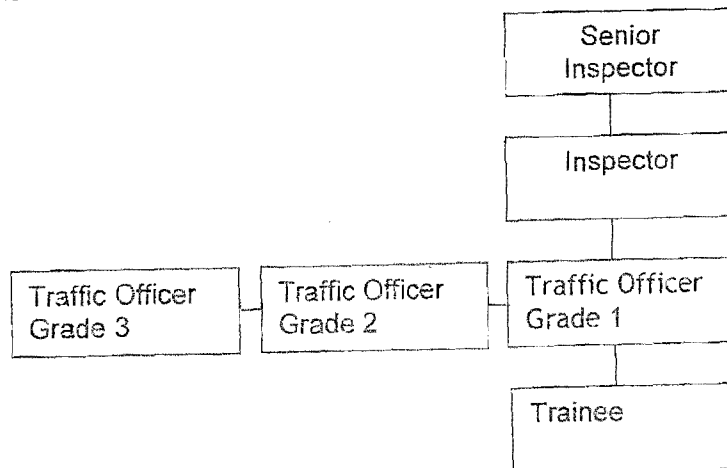 Senior
Inspector
Inspector
Traffic Officer
Grade 3
Traffic Officer
Grade 2
Traffic Officer
Grade 1
Trainee